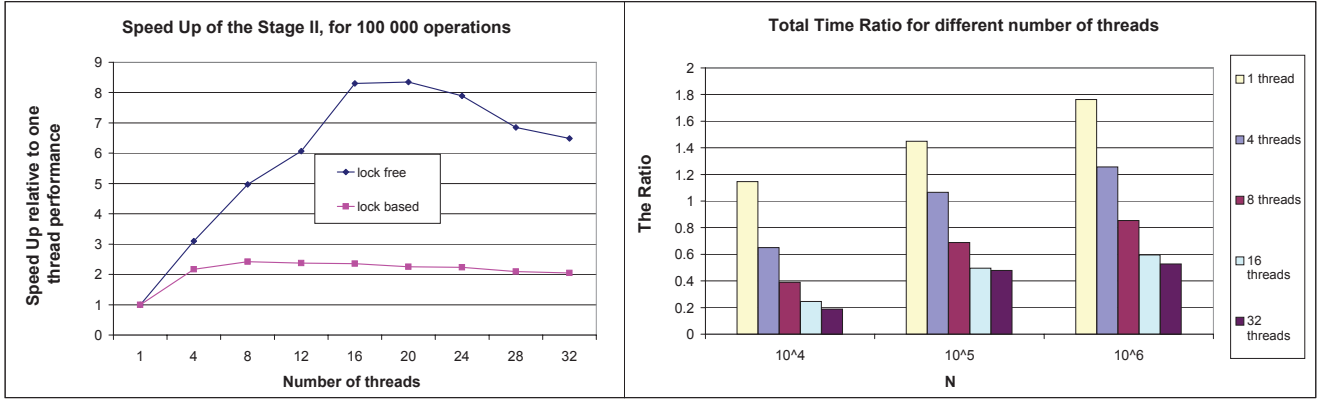 Speed Up of the Stage II, for 100 000 operations
Speed Up relative to one
thread performance
9
8
7
6
5
4
3
2
1
0
lock free
lock based
1 4 8 12 16 20 24 28 32
Number of threads
Total Time Ratio for different number of threads
The Ratio
2
1.8
1.6
1.4
1.2
1
0.8
0.6
0.4
0.2
0
10^4 10^5 10^6
N
1 thread
4 threads
8 threads
16
threads
32
threads